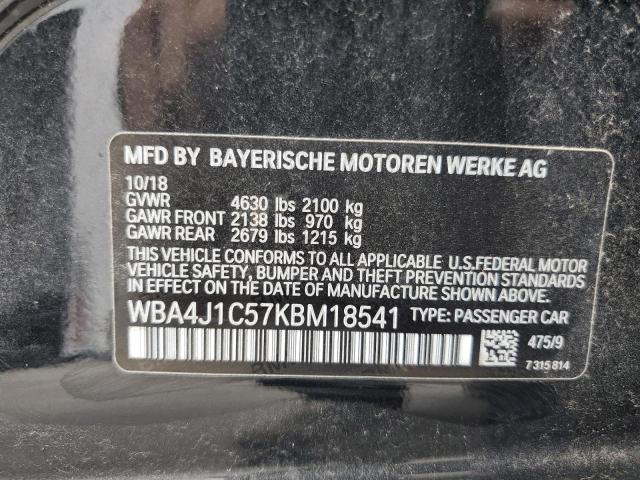 MFD BY BAYERISCHE MOTOREN WERKE AG
10/18
GVWR 4630 lbs 2100 kg
GAWR FRONT 2138 lbs 970 kg
GAWR REAR 2679 lbs 1215 kg
THIS VEHICLE CONFORMS TO ALL APPLICABLE U.S.FEDERAL MOTOR
VEHICLE SAFETY, BUMPER AND THEFT PREVENTION STANDARDS
IN EFFECT ON THE DATE OF MANUFACTURE SHOWN ABOVE.
WBA4J1C57KBM18541 TYPE: PASSENGER CAR
475/9
7 315 814